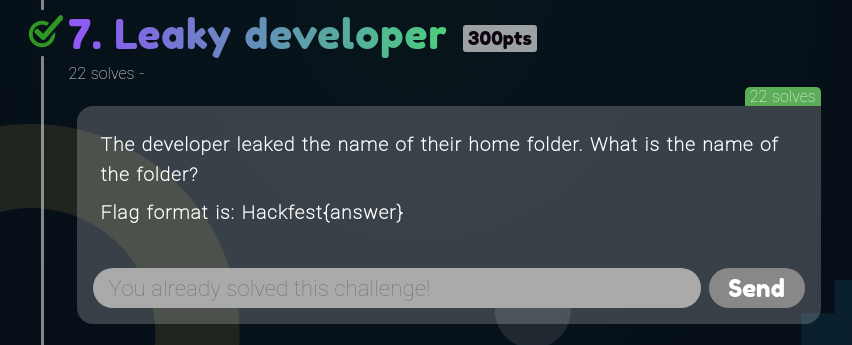 7. Leaky developer 300pts
22 solves -
22 solves
The developer leaked the name of their home folder. What is the name of
the folder?
Flag format is: Hackfest{answer}
You already solved this challenge! Send